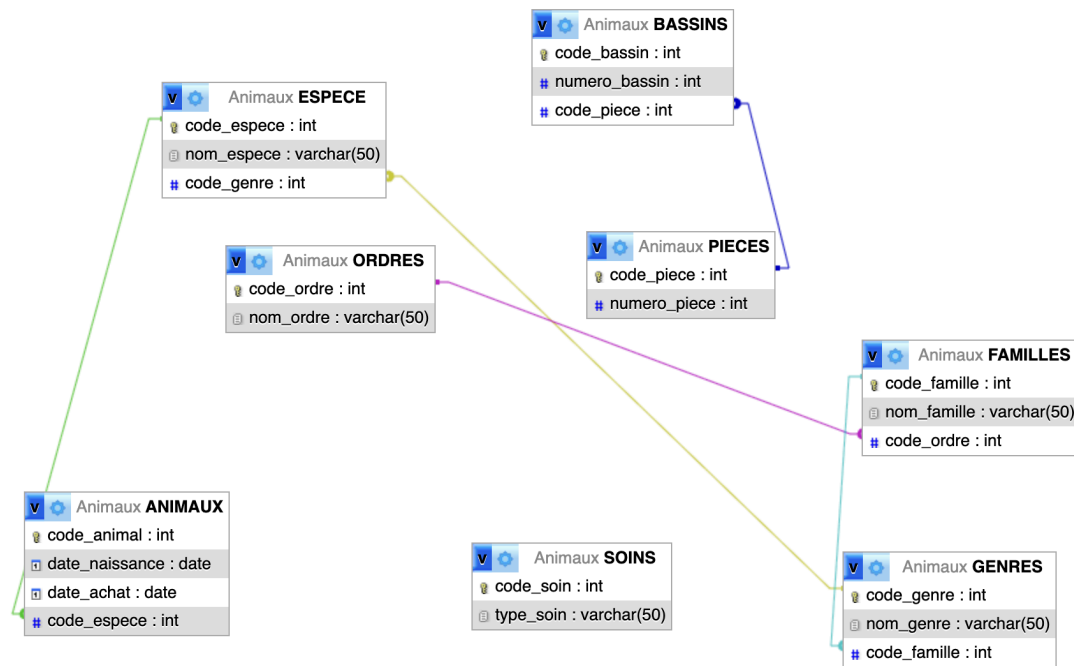 Animaux BASSINS
code_bassin : int
numero_bassin : int
code_piece : int
Animaux ESPECE
code_espece : int
nom_espece : varchar(50)
code_genre : int
Animaux ORDRES
code_ordre : int
nom_ordre : varchar(50)
Animaux PIECES
code_piece : int
numero_piece : int
Animaux FAMILLES
code_famille : int
nom_famille : varchar(50)
code_ordre : int
Animaux ANIMAUX
code_animal : int
date_naissance : date
date_achat : date
code_espece : int
Animaux SOINS
code_soin : int
type_soin : varchar(50)
Animaux GENRES
code_genre : int
nom_genre : varchar(50)
code_famille : int